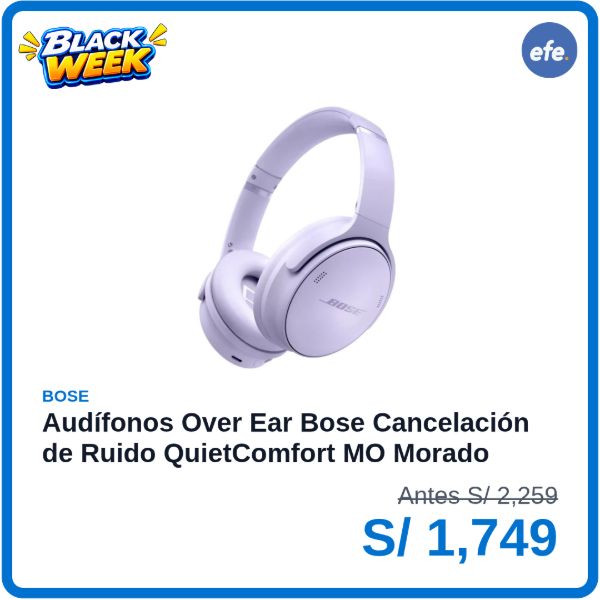 BLACK
WEEK
efe.
BOSE
BOSE
Audífonos Over Ear Bose Cancelación
de Ruido QuietComfort MO Morado
Antes S/ 2,259
S/ 1,749